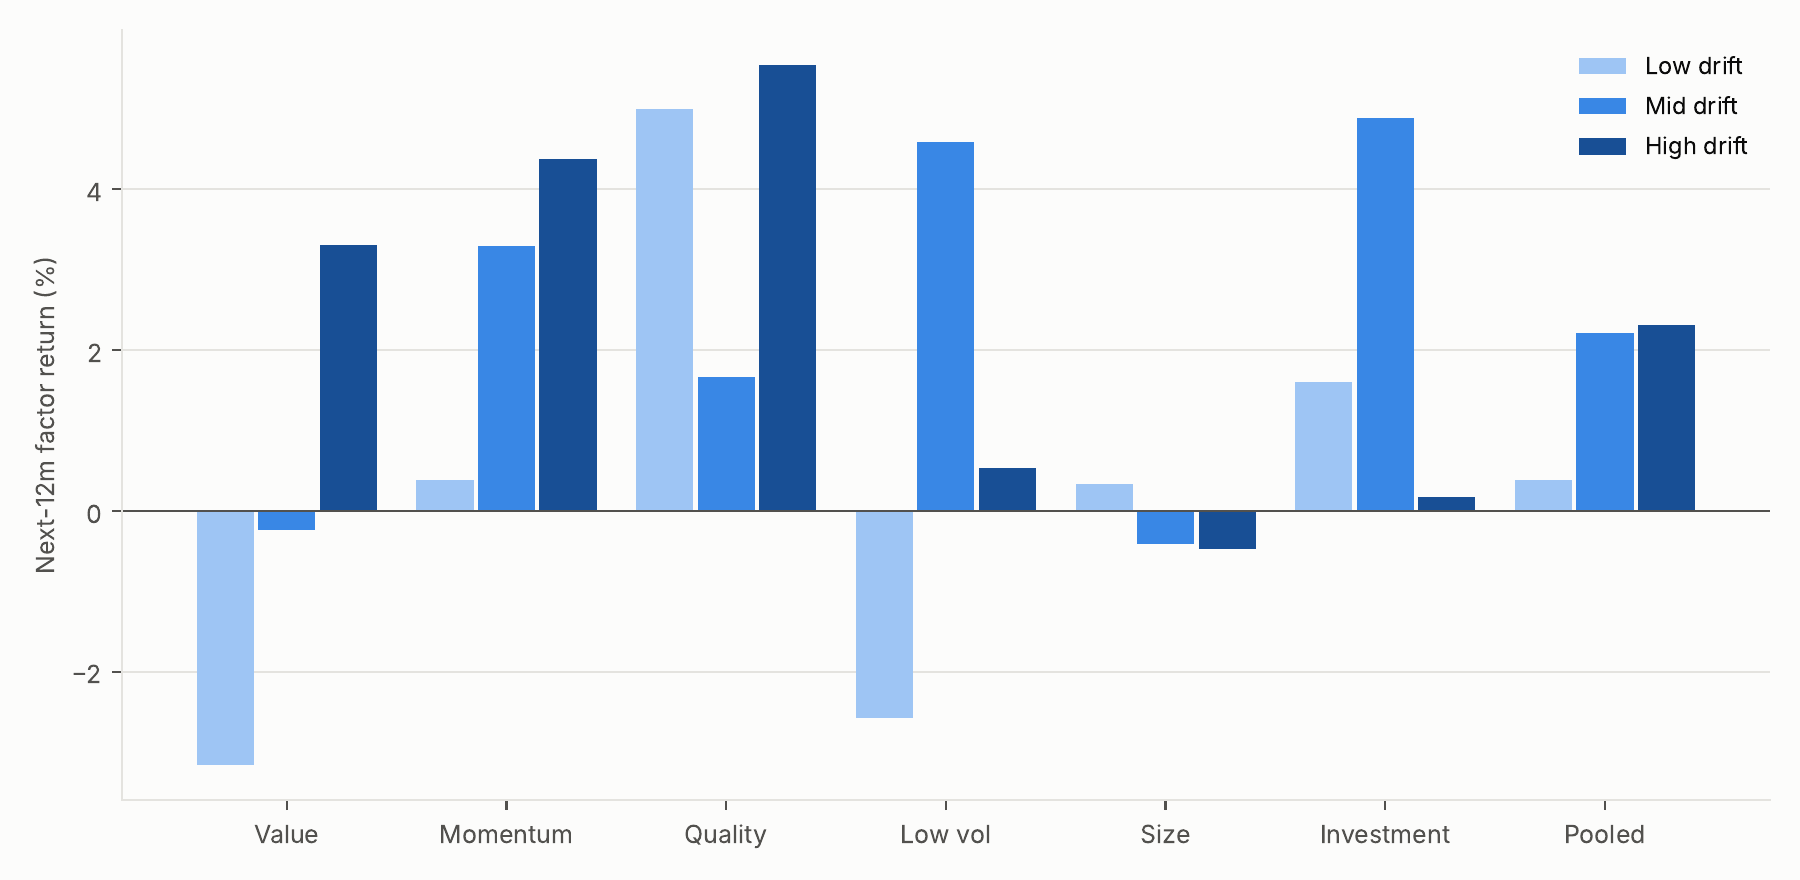 Low drift
Mid drift
High drift
Next-12m factor return (%)
4
2
0
−2
Value
Momentum
Quality
Low vol
Size
Investment
Pooled